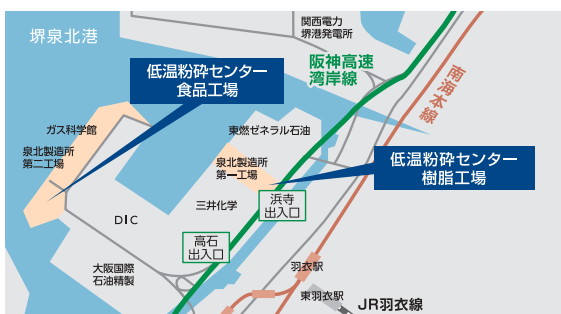 堺泉北港
関西電力
堺港発電所
阪神高速
湾岸線
低温粉砕センター
食品工場
南海本線
ガス科学館
東燃ゼネラル石油
泉北製造所
第二工場
泉北製造所
第一工場
低温粉砕センター
樹脂工場
三井化学
浜寺
出入口
DIC
高石
出入口
大阪国際
石油精製
羽衣駅
東羽衣駅
JR羽衣線